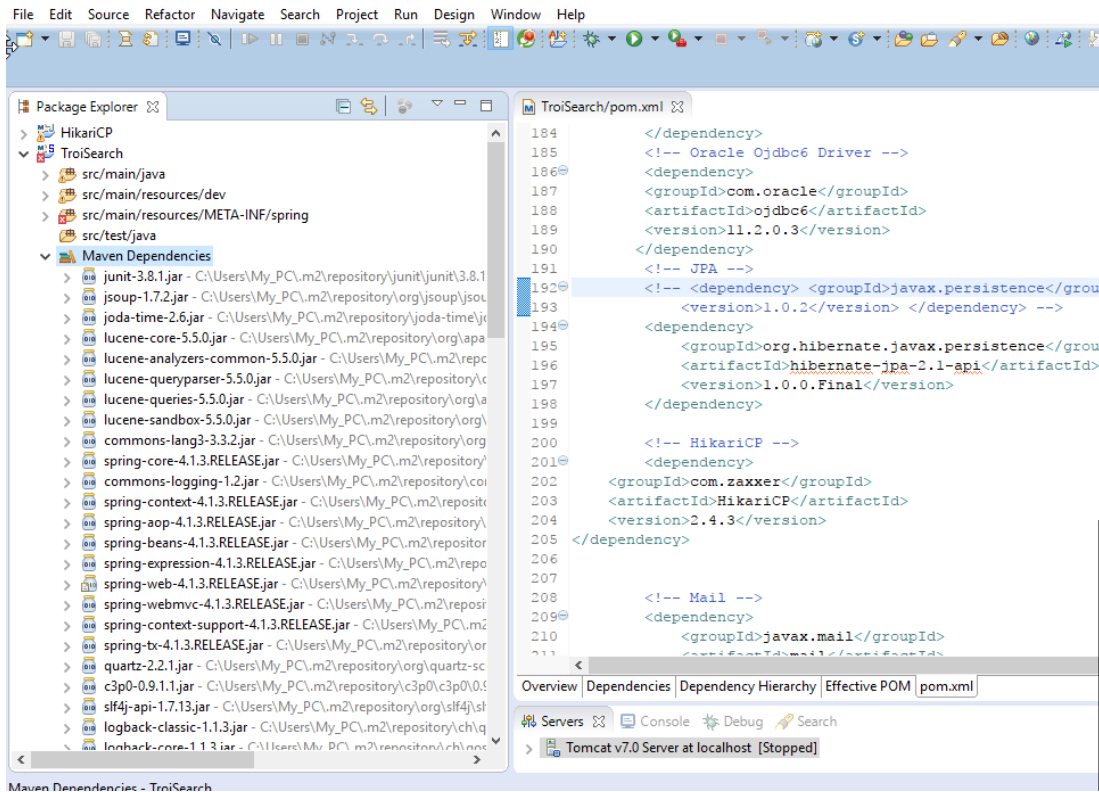 File Edit Source Refactor Navigate Search Project Run Design Window Help
Package Explorer
HikariCP
TroiSearch
src/main/java
src/main/resources/dev
src/main/resources/META-INF/spring
src/test/java
Maven Dependencies
junit-3.8.1.jar - C:\Users\My_PC\.m2\repository\junit\junit\3.8.1
jsoup-1.7.2.jar - C:\Users\My_PC\.m2\repository\org\jsoup\jsou
joda-time-2.6.jar - C:\Users\My_PC\.m2\repository\joda-time\jo
lucene-core-5.5.0.jar - C:\Users\My_PC\.m2\repository\org\apa
lucene-analyzers-common-5.5.0.jar - C:\Users\My_PC\.m2\repo
lucene-queryparser-5.5.0.jar - C:\Users\My_PC\.m2\repository\o
lucene-queries-5.5.0.jar - C:\Users\My_PC\.m2\repository\org\a
lucene-sandbox-5.5.0.jar - C:\Users\My_PC\.m2\repository\org\
commons-lang3-3.3.2.jar - C:\Users\My_PC\.m2\repository\org
spring-core-4.1.3.RELEASE.jar - C:\Users\My_PC\.m2\repository\
commons-logging-1.2.jar - C:\Users\My_PC\.m2\repository\cor
spring-context-4.1.3.RELEASE.jar - C:\Users\My_PC\.m2\reposito
spring-aop-4.1.3.RELEASE.jar - C:\Users\My_PC\.m2\repository\
spring-beans-4.1.3.RELEASE.jar - C:\Users\My_PC\.m2\repositor
spring-expression-4.1.3.RELEASE.jar - C:\Users\My_PC\.m2\repo
spring-web-4.1.3.RELEASE.jar - C:\Users\My_PC\.m2\repository\
spring-webmvc-4.1.3.RELEASE.jar - C:\Users\My_PC\.m2\reposi
spring-context-support-4.1.3.RELEASE.jar - C:\Users\My_PC\.m2
spring-tx-4.1.3.RELEASE.jar - C:\Users\My_PC\.m2\repository\or
quartz-2.2.1.jar - C:\Users\My_PC\.m2\repository\org\quartz-sc
c3p0-0.9.1.1.jar - C:\Users\My_PC\.m2\repository\c3p0\c3p0\0.9
slf4j-api-1.7.13.jar - C:\Users\My_PC\.m2\repository\org\slf4j\sl
logback-classic-1.1.3.jar - C:\Users\My_PC\.m2\repository\ch\q
logback-core-1.1.3.jar - C:\Users\My_PC\.m2\repository\ch\qos
Maven Dependencies - TroiSearch
TroiSearch/pom.xml
184 </dependency>
185 <!-- Oracle Ojdbc6 Driver -->
186 <dependency>
187 <groupId>com.oracle</groupId>
188 <artifactId>ojdbc6</artifactId>
189 <version>11.2.0.3</version>
190 </dependency>
191 <!-- JPA -->
192 <!-- <dependency> <groupId>javax.persistence</grou
193 <version>1.0.2</version> </dependency> -->
194 <dependency>
195 <groupId>org.hibernate.javax.persistence</grou
196 <artifactId>hibernate-jpa-2.1-api</artifactId>
197 <version>1.0.0.Final</version>
198 </dependency>
199
200 <!-- HikariCP -->
201 <dependency>
202 <groupId>com.zaxxer</groupId>
203 <artifactId>HikariCP</artifactId>
204 <version>2.4.3</version>
205 </dependency>
206
207
208 <!-- Mail -->
209 <dependency>
210 <groupId>javax.mail</groupId>
211 <artifactId>mail</artifactId>
Overview Dependencies Dependency Hierarchy Effective POM pom.xml
Servers Console Debug Search
Tomcat v7.0 Server at localhost [Stopped]